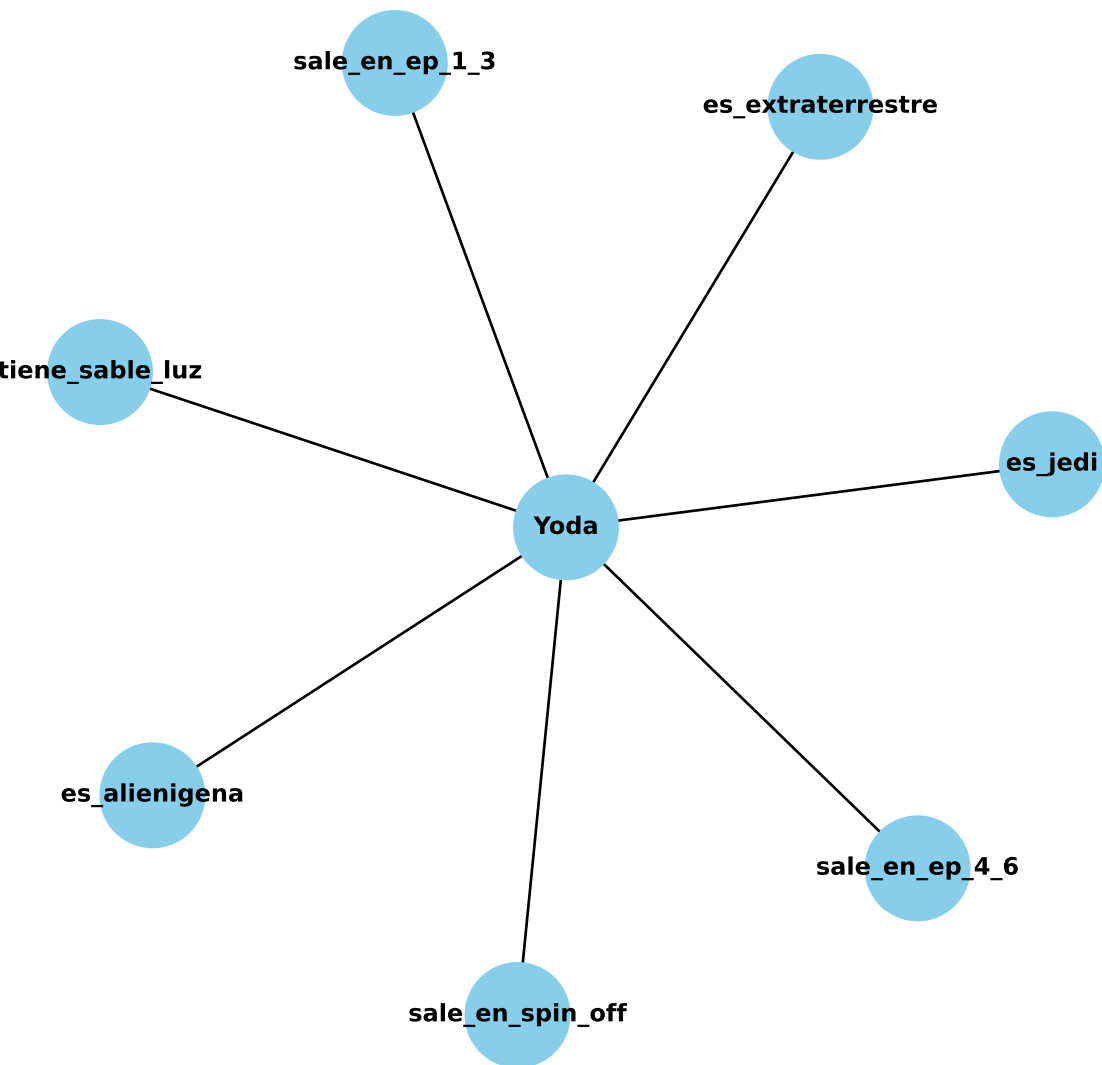 sale_en_ep_1_3
es_extraterrestre
tiene_sable_luz
es_jedi
Yoda
es_alienigena
sale_en_ep_4_6
sale_en_spin_off